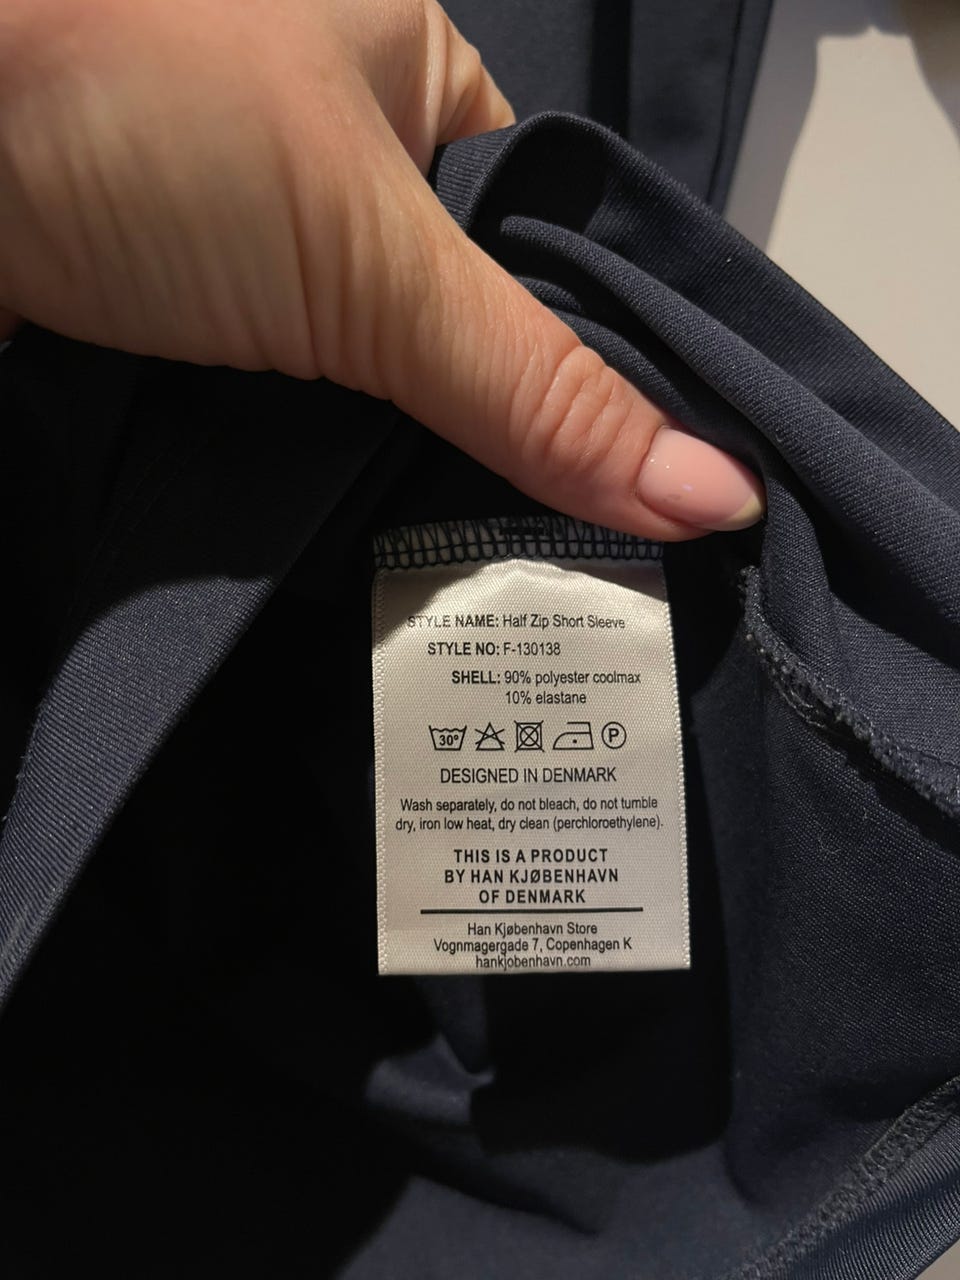 STYLE NAME: Half Zip Short Sleeve
STYLE NO: F-130138
SHELL: 90% polyester coolmax
10% elastane
30° P
DESIGNED IN DENMARK
Wash separately, do not bleach, do not tumble
dry, iron low heat, dry clean (perchloroethylene).
THIS IS A PRODUCT
BY HAN KJØBENHAVN
OF DENMARK
Han Kjøbenhavn Store
Vognmagergade 7, Copenhagen K
hankjobenhavn.com